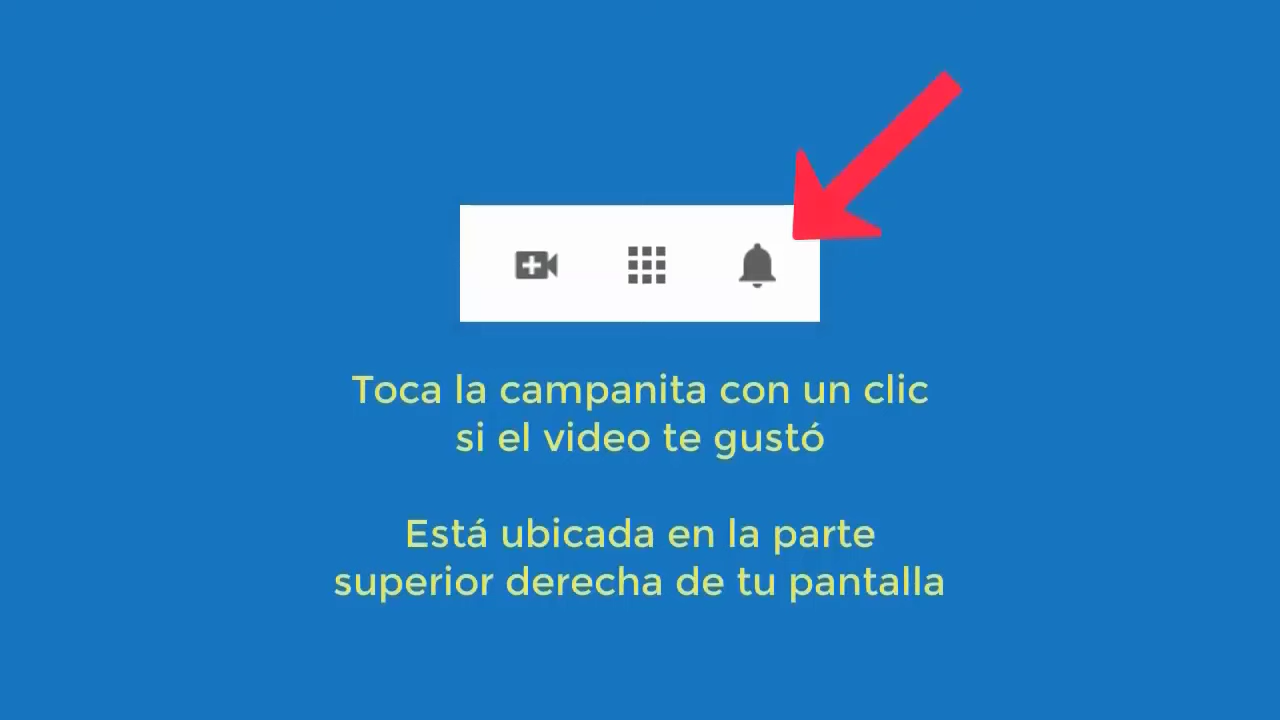 Toca la campanita con un clic
si el video te gustó
Está ubicada en la parte
superior derecha de tu pantalla